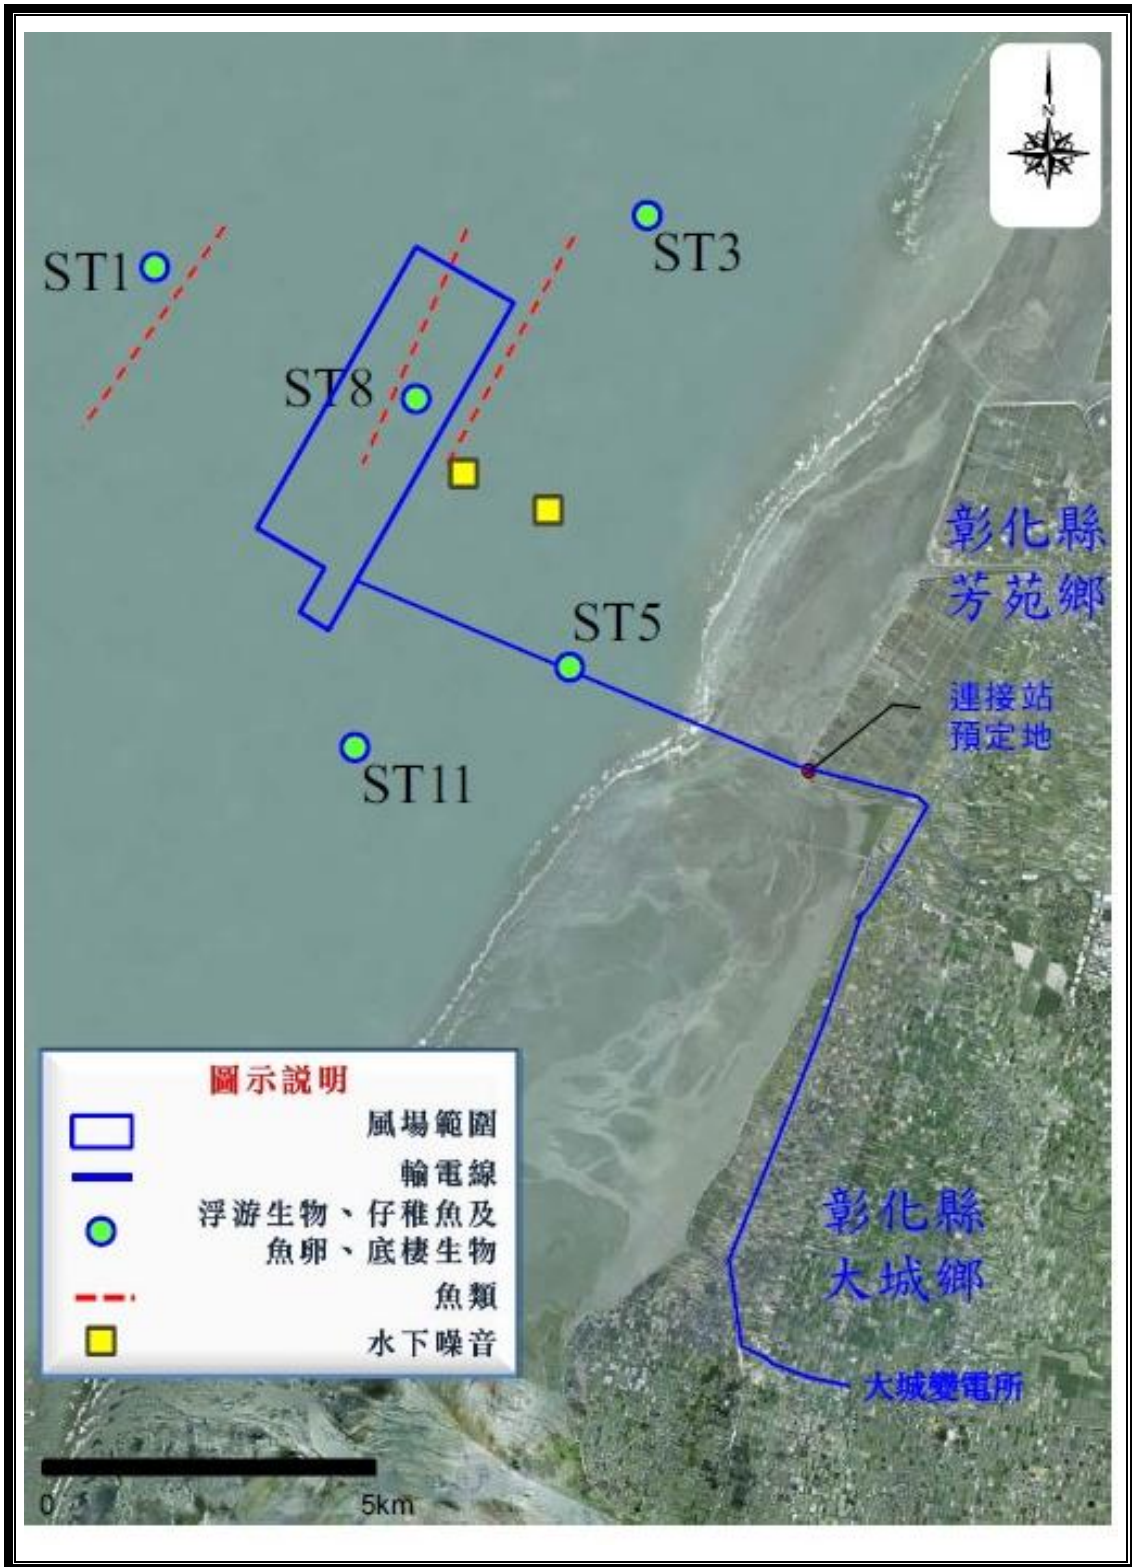 N
ST3
ST1
ST8
彰化縣
芳苑鄉
ST5
連接站
預定地
ST11
圖示説明
風場範圍
輸電線
浮游生物、仔稚魚及
魚卵、底棲生物
魚類
水下噪音
彰化縣
大城鄉
大城變電所
0
5km